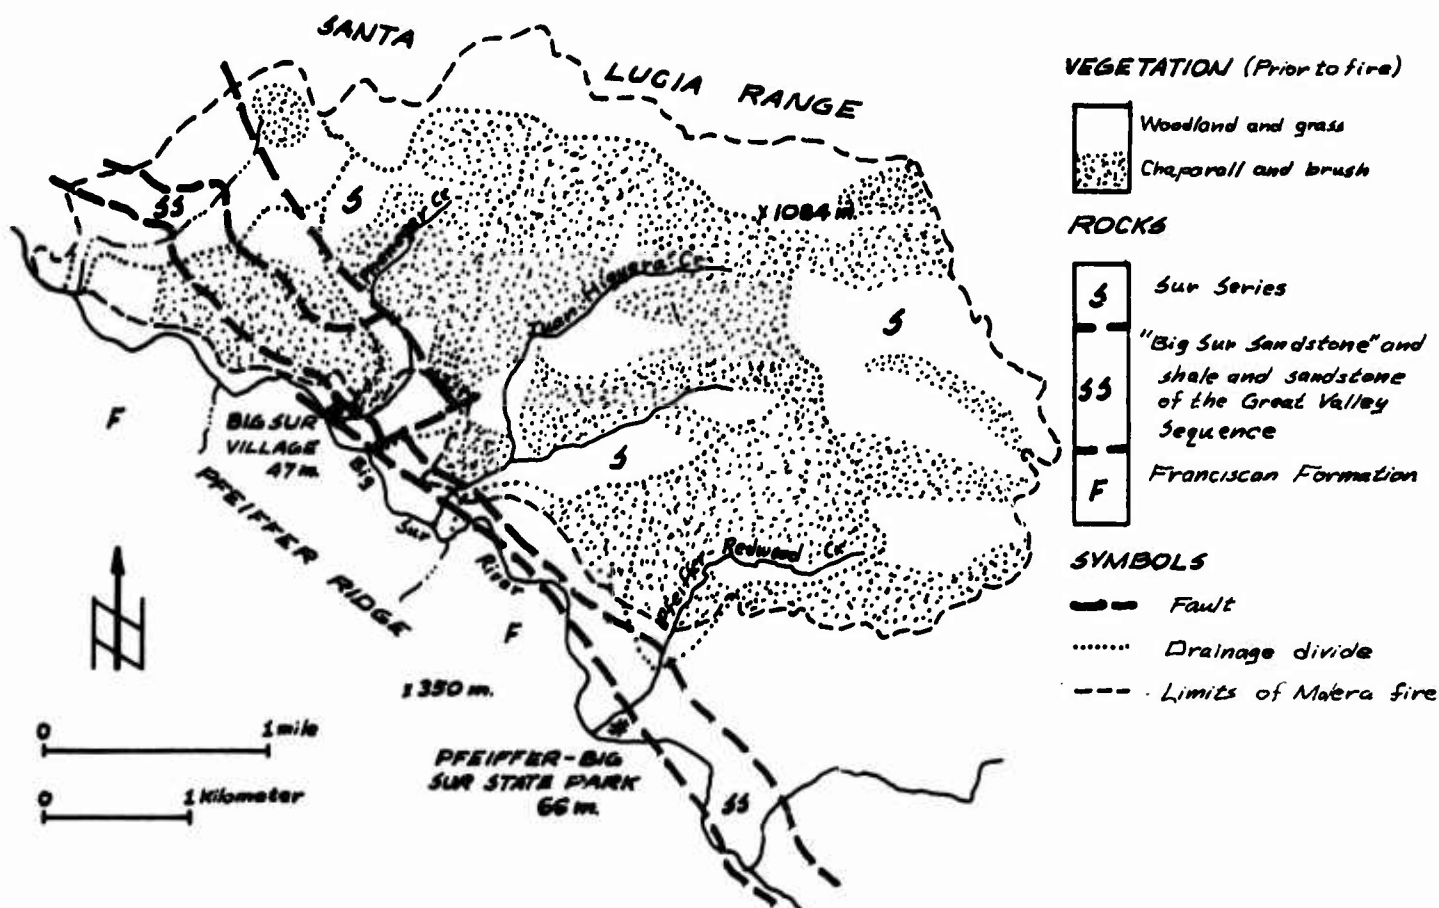 SANTA
LUCIA RANGE
S
Pheneger Cr.
SS
x 1084 m.
Juan Higuera Cr.
S
F
BIG SUR
VILLAGE
47 m.
S
Big
Sur
River
PFEIFFER RIDGE
F
Pfeiffer
Redwood Cr.
x 350 m.
0 1 mile
0 1 Kilometer
#
PFEIFFER-BIG
SUR STATE PARK
66 m.
SS
VEGETATION (Prior to fire)
Woodland and grass
Chaparall and brush
ROCKS
S Sur Series
"Big Sur Sandstone" and
SS shale and sandstone
of the Great Valley
Sequence
F Franciscan Formation
SYMBOLS
Fault
Drainage divide
Limits of Molera fire